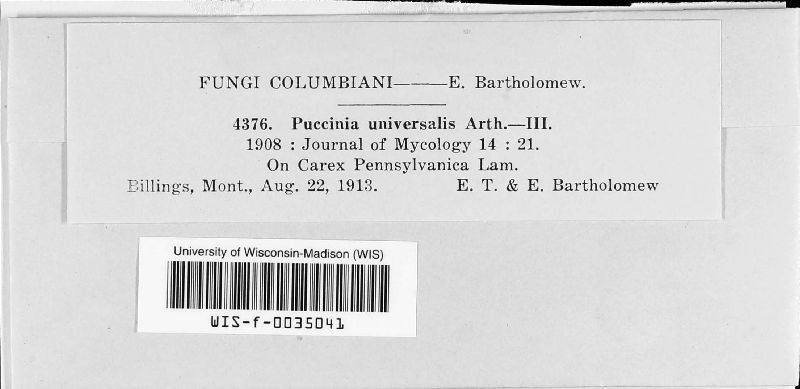 FUNGI COLUMBIANI———E. Bartholomew.
4376. Puccinia universalis Arth.—III.
1908 : Journal of Mycology 14 : 21.
On Carex Pennsylvanica Lam.
Billings, Mont., Aug. 22, 1913. E. T. & E. Bartholomew
University of Wisconsin-Madison (WIS)
WIS-f-0035041